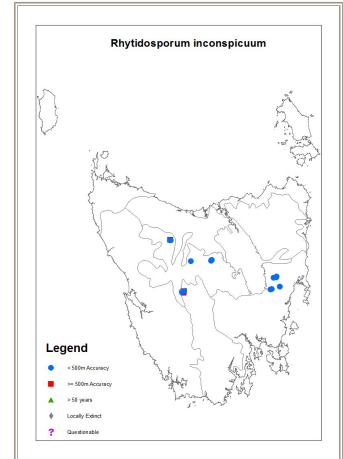 Rhytidosporum inconspicuum
Legend
< 500m Accuracy
>= 500m Accuracy
> 50 years
Locally Extinct
Questionable